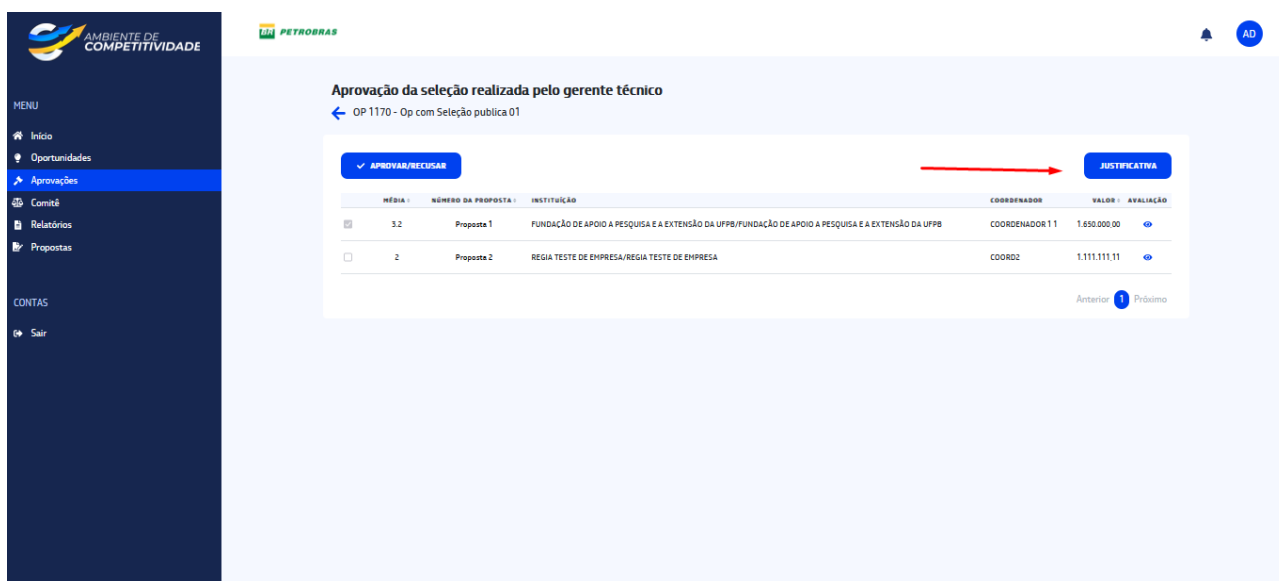 AMBIENTE DE
COMPETITIVIDADE
BR PETROBRAS
AD
MENU
Início
Oportunidades
Aprovações
Comitê
Relatórios
Propostas
CONTAS
Sair
Aprovação da seleção realizada pelo gerente técnico
OP 1170 - Op com Seleção publica 01
APROVAR/RECUSAR
JUSTIFICATIVA
MÉDIA NÚMERO DA PROPOSTA INSTITUÍÇÃO COORDENADOR VALOR AVALIAÇÃO
3.2 Proposta 1 FUNDAÇÃO DE APOIO A PESQUISA E A EXTENSÃO DA UFPB/FUNDAÇÃO DE APOIO A PESQUISA E A EXTENSÃO DA UFPB COORDENADOR 1 1 1.650.000,00
2 Proposta 2 REGIA TESTE DE EMPRESA/REGIA TESTE DE EMPRESA COORD2 1.111.111,11
Anterior 1 Próximo